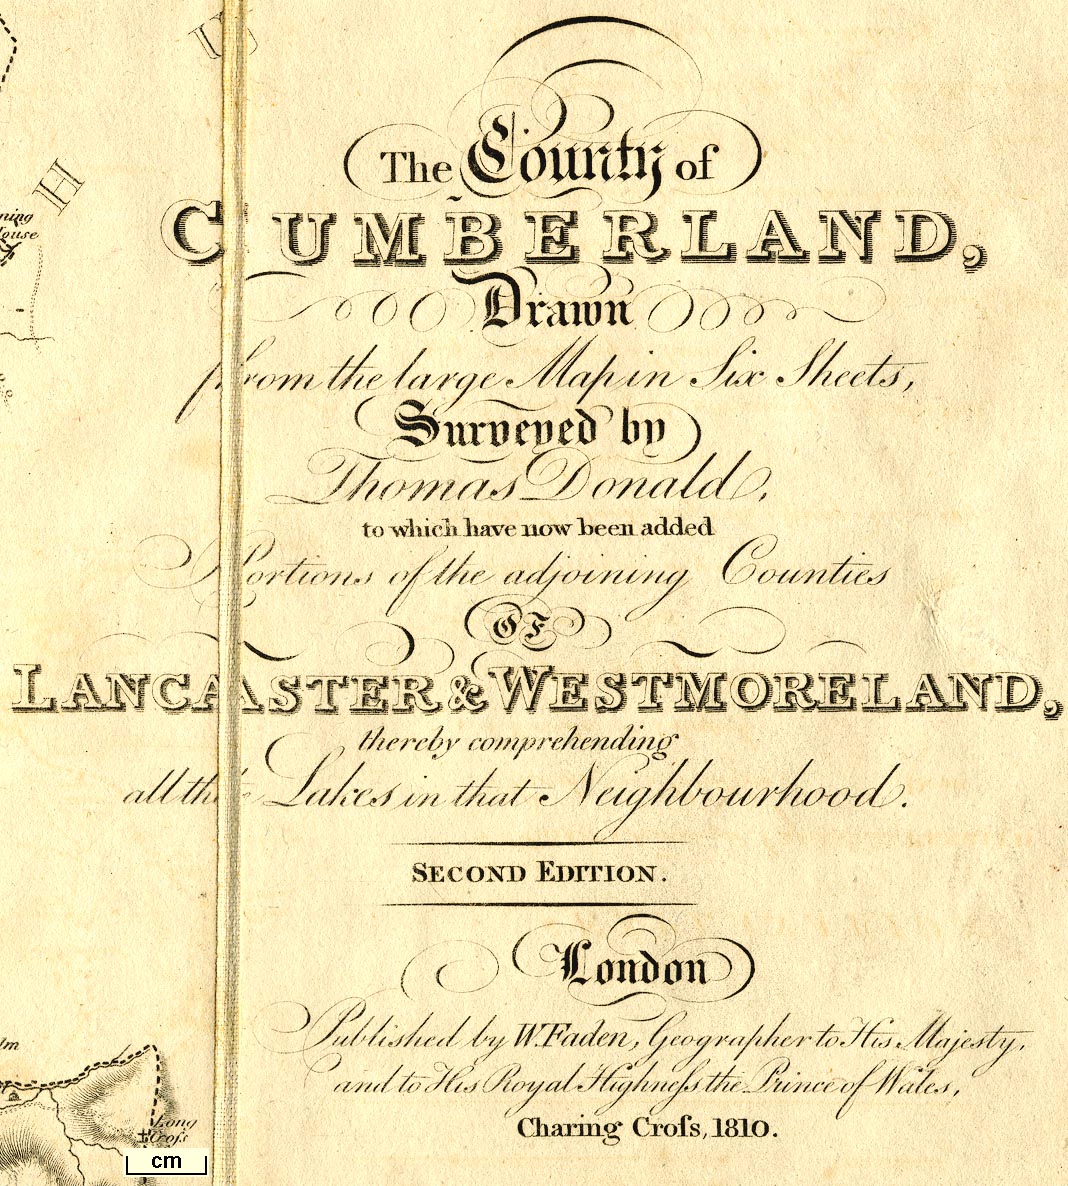 U
H
ning
House
The County of
CUMBERLAND,
Drawn
from the large Map in Six Sheets,
Surveyed by
Thomas Donald,
to which have now been added
Portions of the adjoining Counties
OF
LANCASTER & WESTMORELAND,
thereby comprehending
all the Lakes in that Neighbourhood.
SECOND EDITION.
London
Published by W. Faden, Geographer to His Majesty,
and to His Royal Highneſs the Prince of Wales,
Charing Croſs, 1810.
lm
Long
Croſs
cm